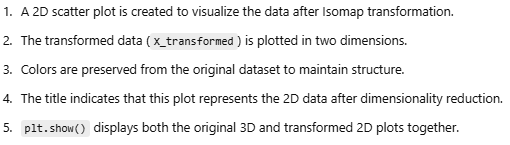 1. A 2D scatter plot is created to visualize the data after Isomap transformation.
2. The transformed data ( X_transformed ) is plotted in two dimensions.
3. Colors are preserved from the original dataset to maintain structure.
4. The title indicates that this plot represents the 2D data after dimensionality reduction.
5. plt.show() displays both the original 3D and transformed 2D plots together.